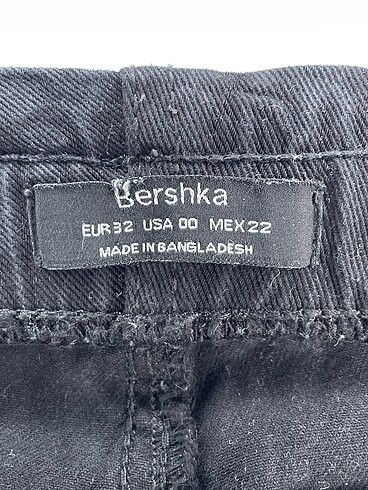 Bershka
EUR 32 USA 00 MEX 22
MADE IN BANGLADESH